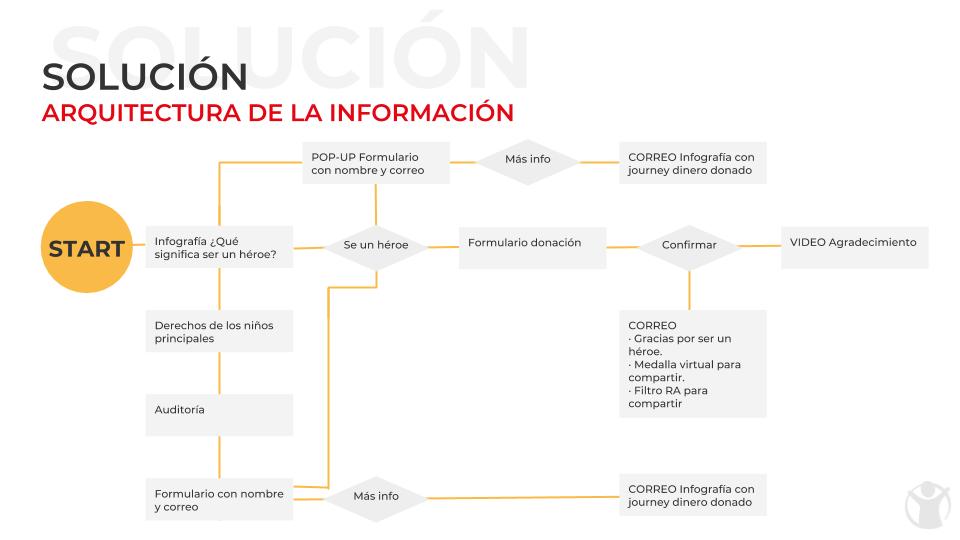 SOLUCIÓN
SOLUCIÓN
ARQUITECTURA DE LA INFORMACIÓN
POP-UP Formulario
con nombre y correo
Más info
CORREO Infografía con
journey dinero donado
START
Infografía ¿Qué
significa ser un héroe?
Se un héroe
Formulario donación
Confirmar
VIDEO Agradecimiento
Derechos de los niños
principales
CORREO
· Gracias por ser un
héroe.
· Medalla virtual para
compartir.
· Filtro RA para
compartir
Auditoría
Formulario con nombre
y correo
Más info
CORREO Infografía con
journey dinero donado